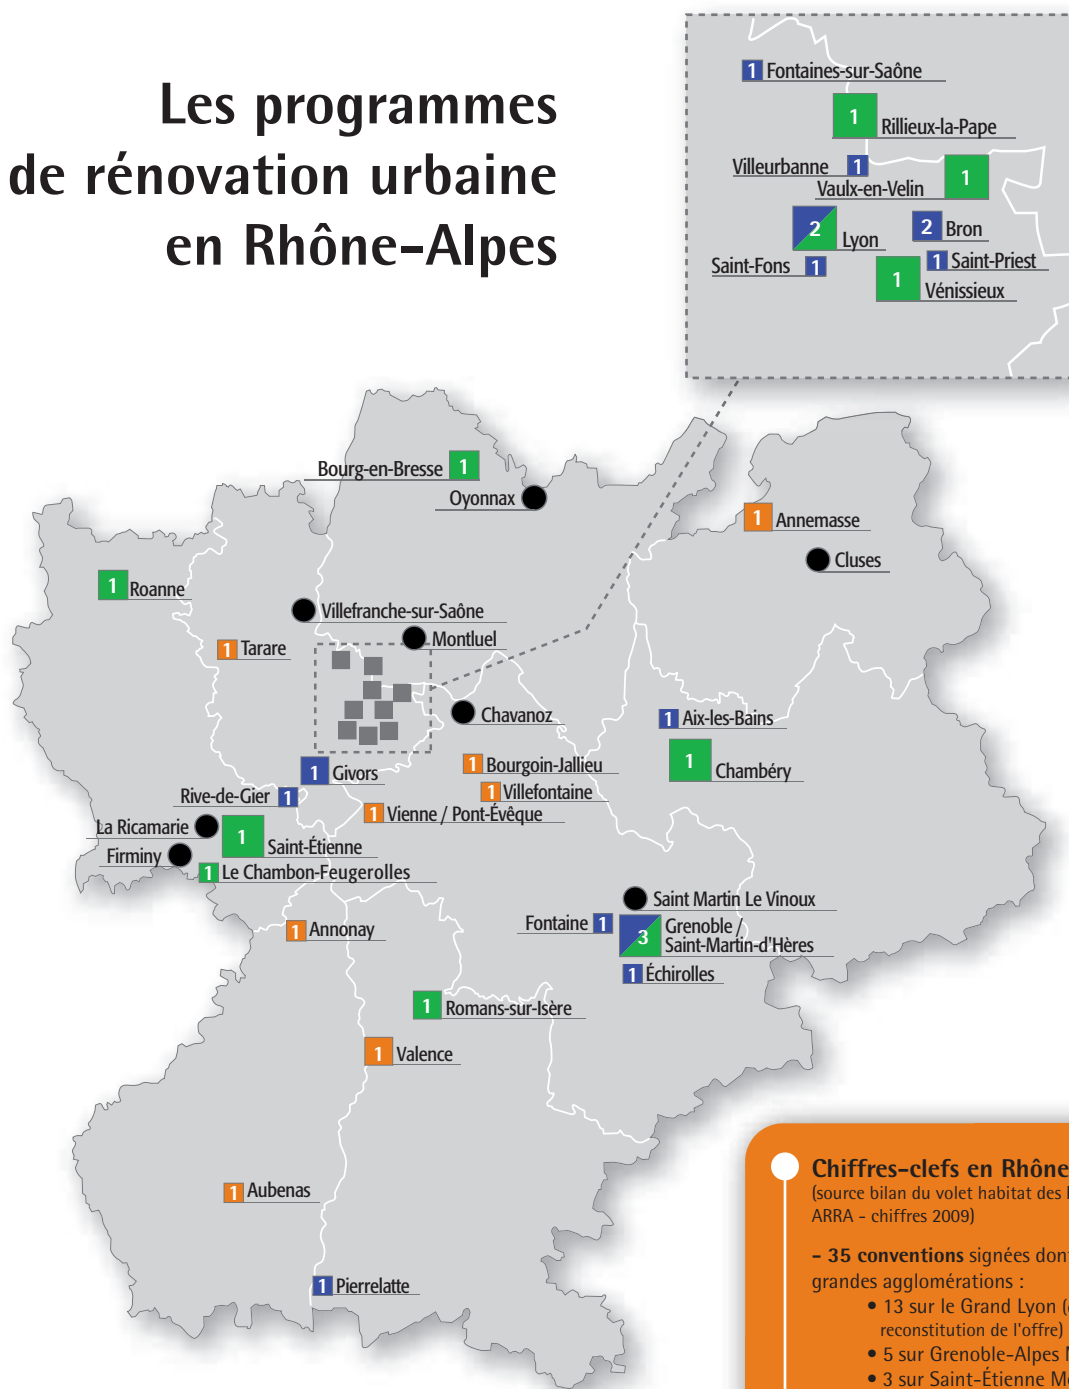 Les programmes
de rénovation urbaine
en Rhône-Alpes
1 Fontaines-sur-Saône
1 Rillieux-la-Pape
Villeurbanne 1
Vaulx-en-Velin 1
2 Lyon
2 Bron
Saint-Fons 1
1 Saint-Priest
1 Vénissieux
Bourg-en-Bresse 1
Oyonnax
1 Annemasse
Cluses
1 Roanne
Villefranche-sur-Saône
Montluel
1 Tarare
Chavanoz
1 Aix-les-Bains
1 Chambéry
1 Givors
1 Bourgoin-Jallieu
1 Villefontaine
Rive-de-Gier 1
1 Vienne / Pont-Évêque
La Ricamarie
1 Saint-Étienne
Firminy
1 Le Chambon-Feugerolles
Saint Martin Le Vinoux
1 Annonay
Fontaine 1
3 Grenoble /
Saint-Martin-d'Hères
1 Échirolles
1 Romans-sur-Isère
1 Valence
1 Aubenas
1 Pierrelatte
Chiffres-clefs en Rhône
(source bilan du volet habitat des
ARRA - chiffres 2009)
- 35 conventions signées dont
grandes agglomérations :
• 13 sur le Grand Lyon (
reconstitution de l'offre)
• 5 sur Grenoble-Alpes
• 3 sur Saint-Étienne